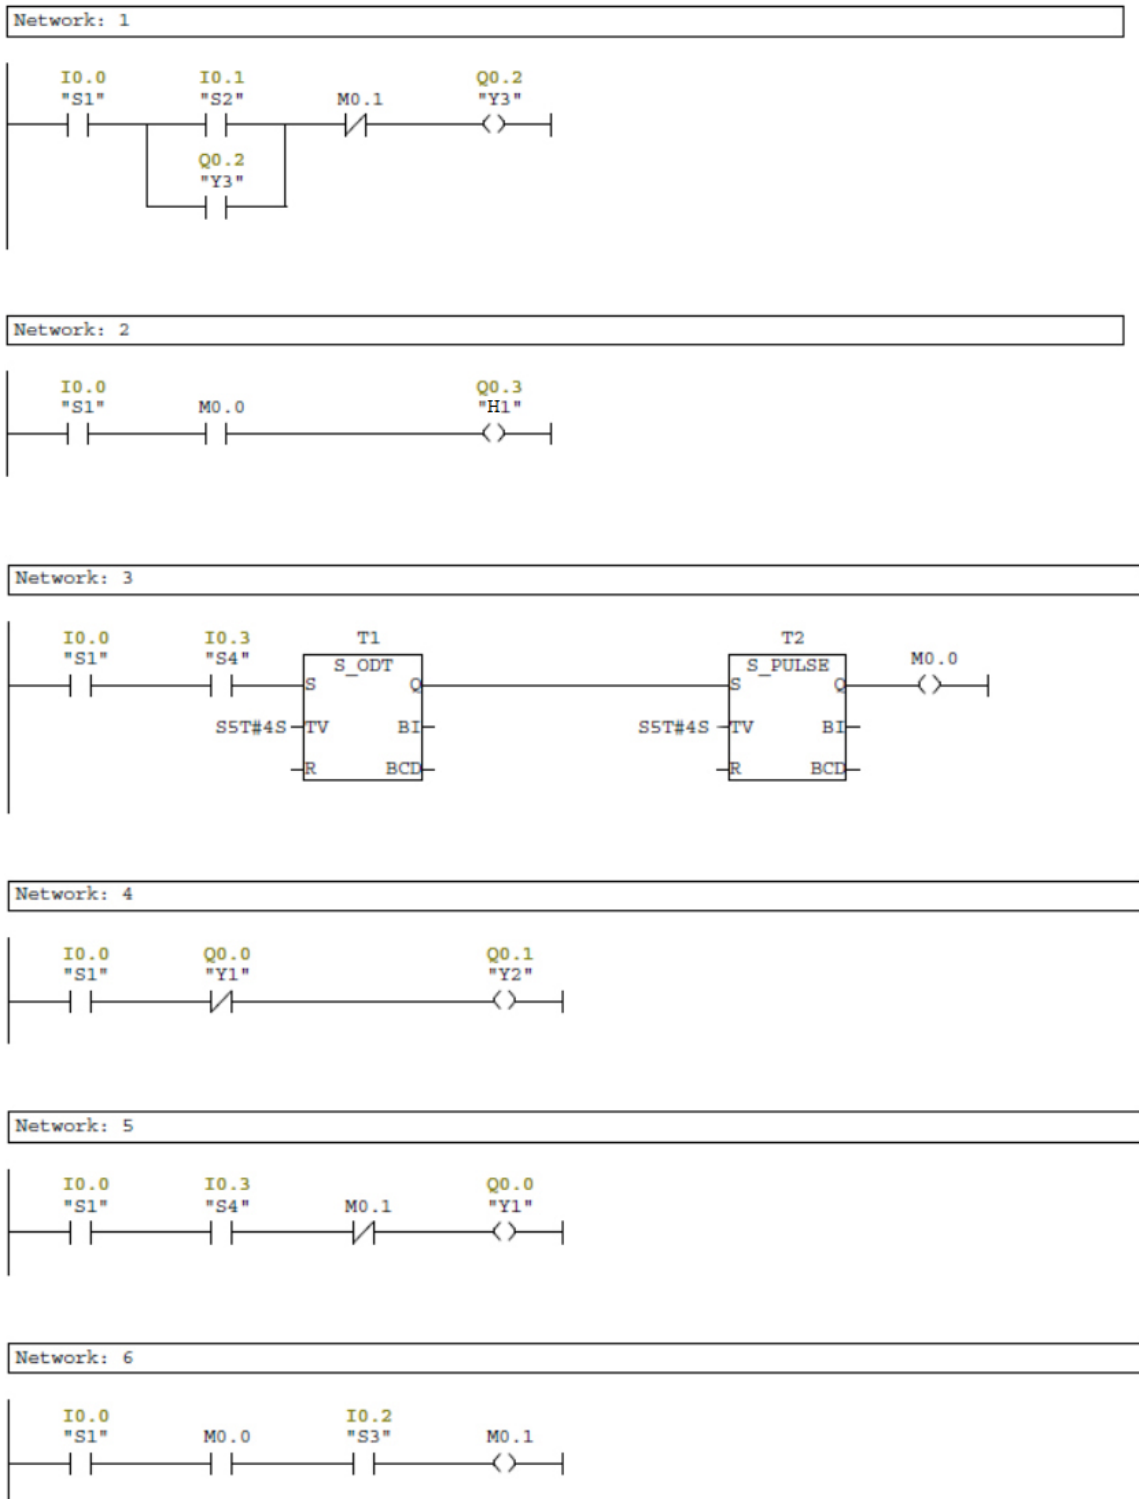 Network: 1
I0.0 I0.1 Q0.2
"S1" "S2" M0.1 "Y3"
Q0.2
"Y3"
Network: 2
I0.0 Q0.3
"S1" M0.0 "H1"
Network: 3
I0.0 I0.3 T1 T2
"S1" "S4" S_ODT S_PULSE M0.0
S Q S Q
S5T#4S TV BI S5T#4S TV BI
R BCD R BCD
Network: 4
I0.0 Q0.0 Q0.1
"S1" "Y1" "Y2"
Network: 5
I0.0 I0.3 Q0.0
"S1" "S4" M0.1 "Y1"
Network: 6
I0.0 I0.2
"S1" M0.0 "S3" M0.1